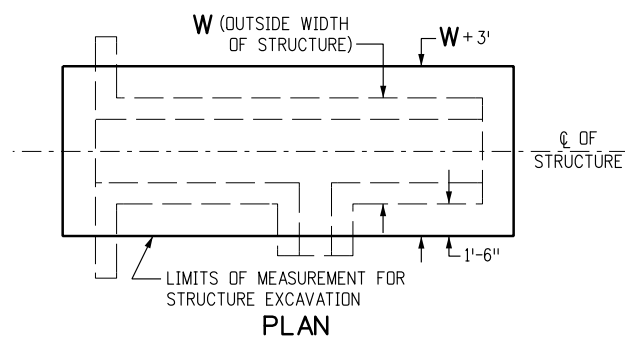 W (OUTSIDE WIDTH
OF STRUCTURE)
W + 3'
℄ OF
STRUCTURE
1'-6"
LIMITS OF MEASUREMENT FOR
STRUCTURE EXCAVATION
PLAN